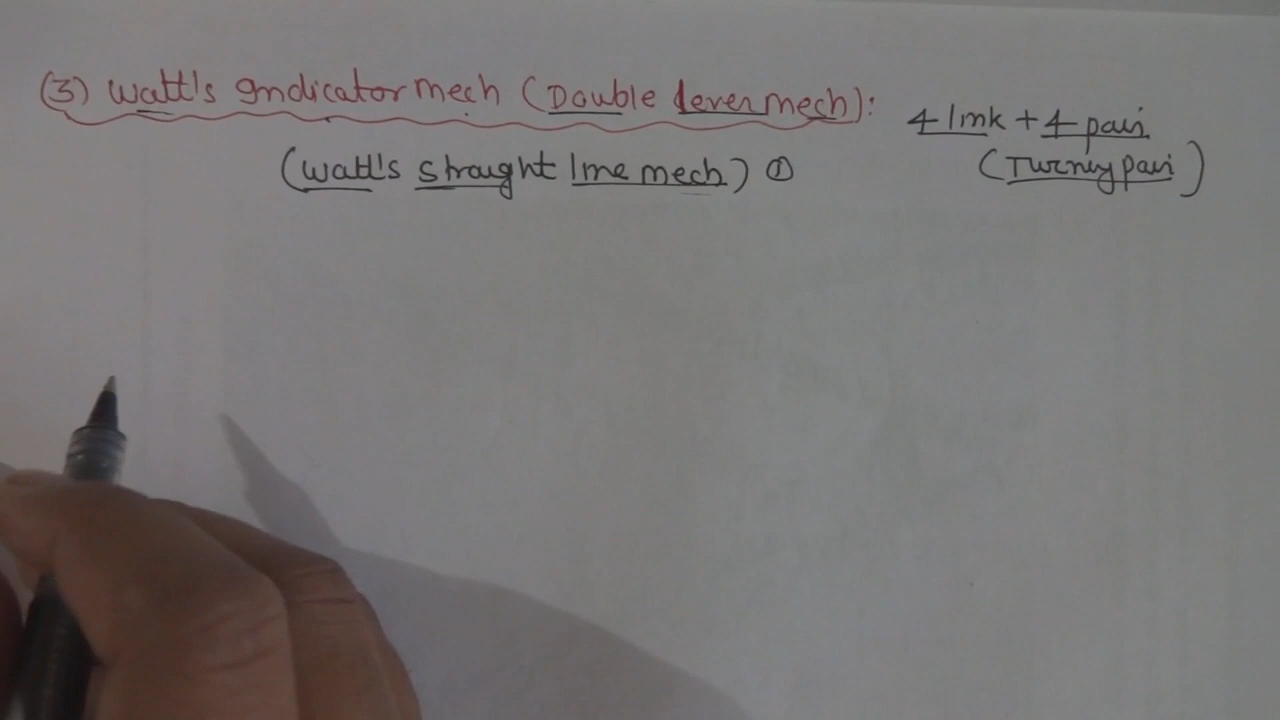 (3) Watt's Indicator mech (Double lever mech):
4 link + 4 pair
(Watt's straight line mech) ①
(Turning pair)